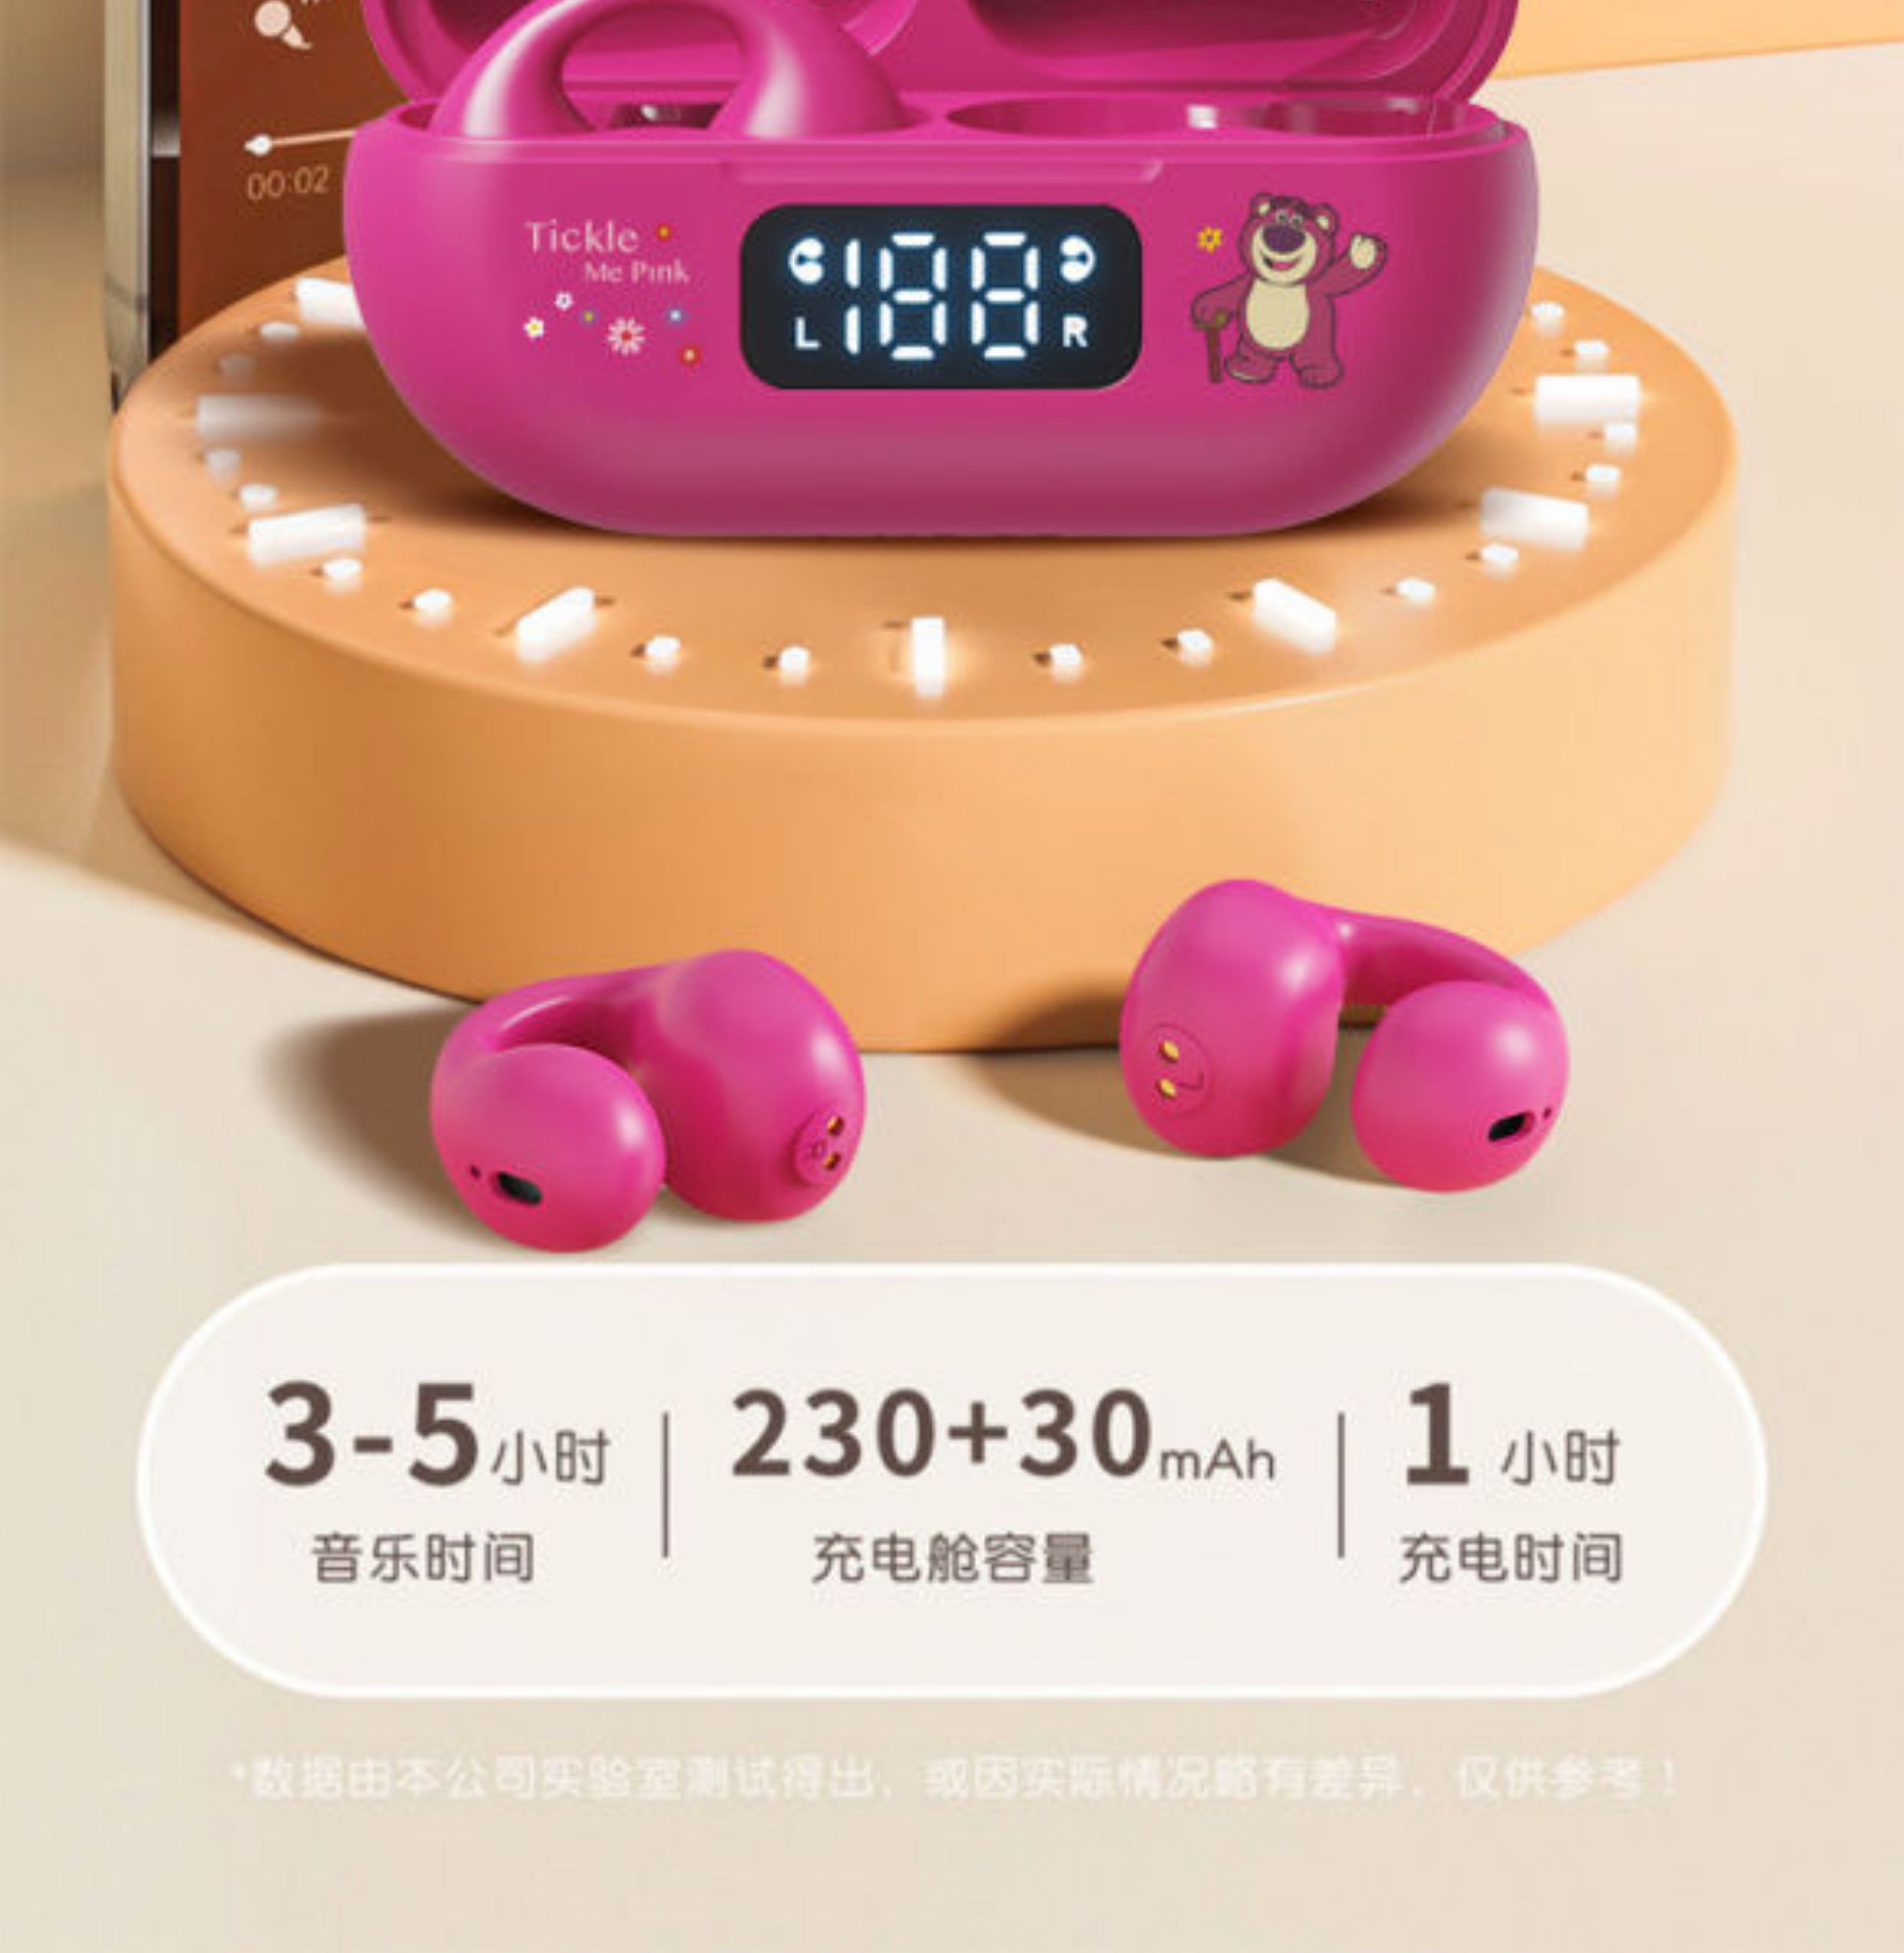 00:02
Tickle
Me Pink
188
L R
3-5小时
音乐时间
230+30mAh
充电舱容量
1 小时
充电时间
*数据由本公司实验室测试得出，或因实际情况略有差异，仅供参考！